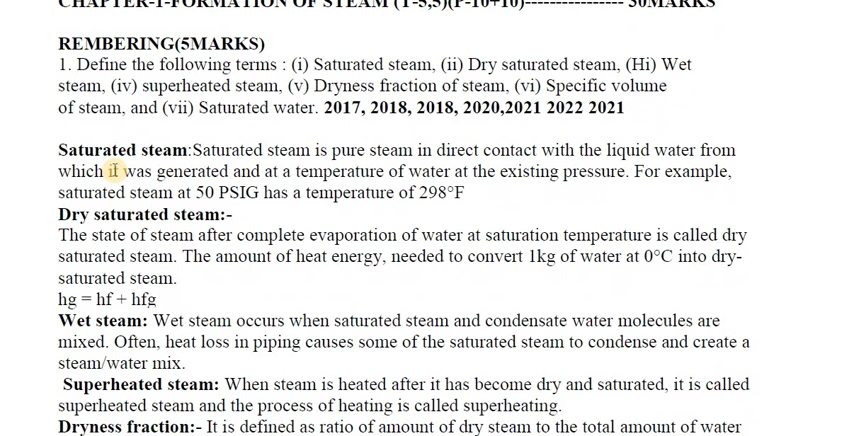 CHAPTER-1-FORMATION OF STEAM (T-5,5)(P-10+10)---------------- 30MARKS
REMBERING(5MARKS)
1. Define the following terms : (i) Saturated steam, (ii) Dry saturated steam, (Hi) Wet
steam, (iv) superheated steam, (v) Dryness fraction of steam, (vi) Specific volume
of steam, and (vii) Saturated water. 2017, 2018, 2018, 2020,2021 2022 2021
Saturated steam:Saturated steam is pure steam in direct contact with the liquid water from
which it was generated and at a temperature of water at the existing pressure. For example,
saturated steam at 50 PSIG has a temperature of 298°F
Dry saturated steam:-
The state of steam after complete evaporation of water at saturation temperature is called dry
saturated steam. The amount of heat energy, needed to convert 1kg of water at 0°C into dry-
saturated steam.
hg = hf + hfg
Wet steam: Wet steam occurs when saturated steam and condensate water molecules are
mixed. Often, heat loss in piping causes some of the saturated steam to condense and create a
steam/water mix.
Superheated steam: When steam is heated after it has become dry and saturated, it is called
superheated steam and the process of heating is called superheating.
Dryness fraction:- It is defined as ratio of amount of dry steam to the total amount of water